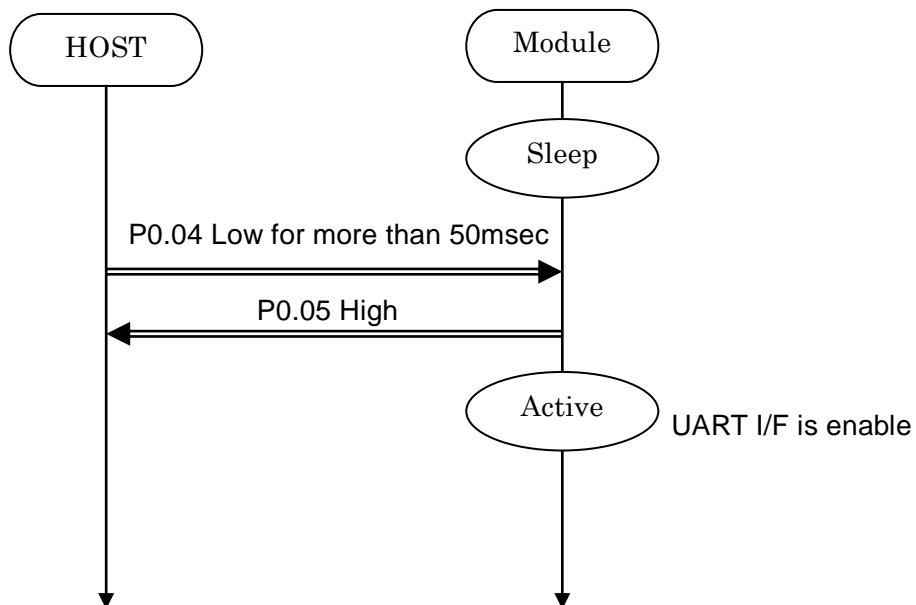 HOST
Module
Sleep
P0.04 Low for more than 50msec
P0.05 High
Active
UART I/F is enable